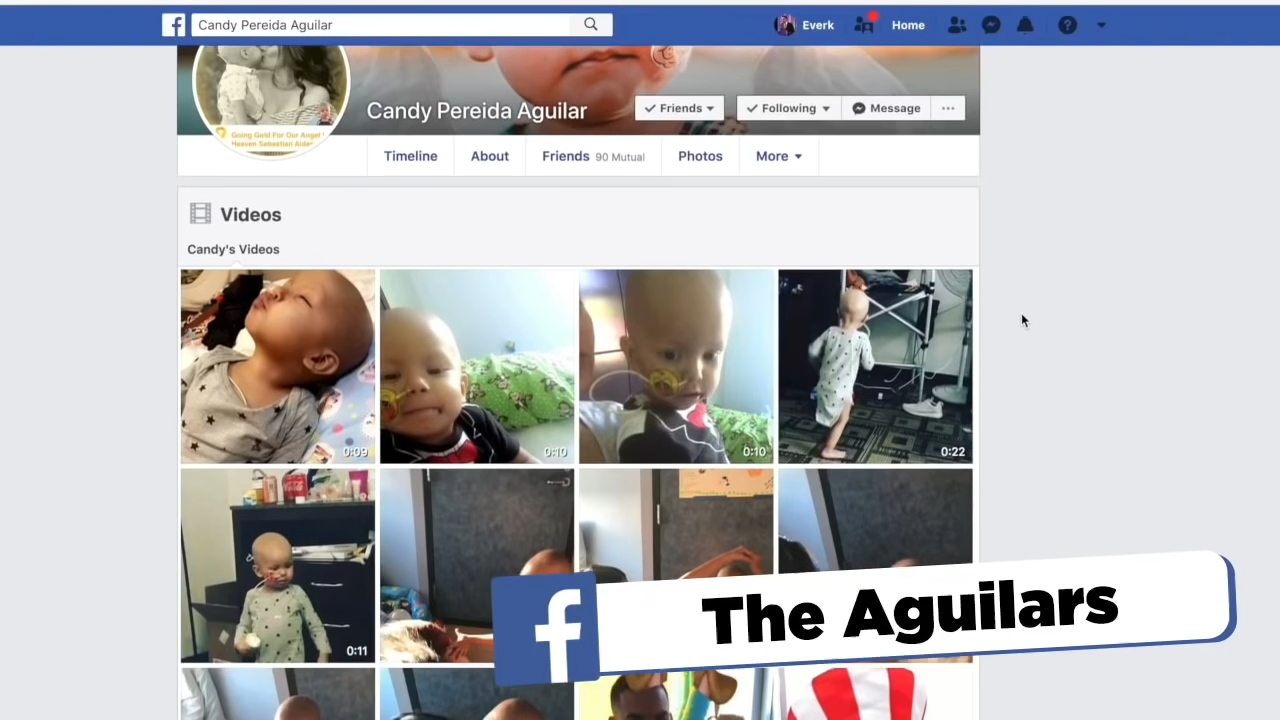 Candy Pereida Aguilar
Everk
Home
Candy Pereida Aguilar
Friends
Following
Message
Going Gold For Our Angel
Heaven Sebastian Aiden
Timeline
About
Friends 90 Mutual
Photos
More
Videos
Candy's Videos
0:09
0:10
0:10
0:22
0:11
The Aguilars